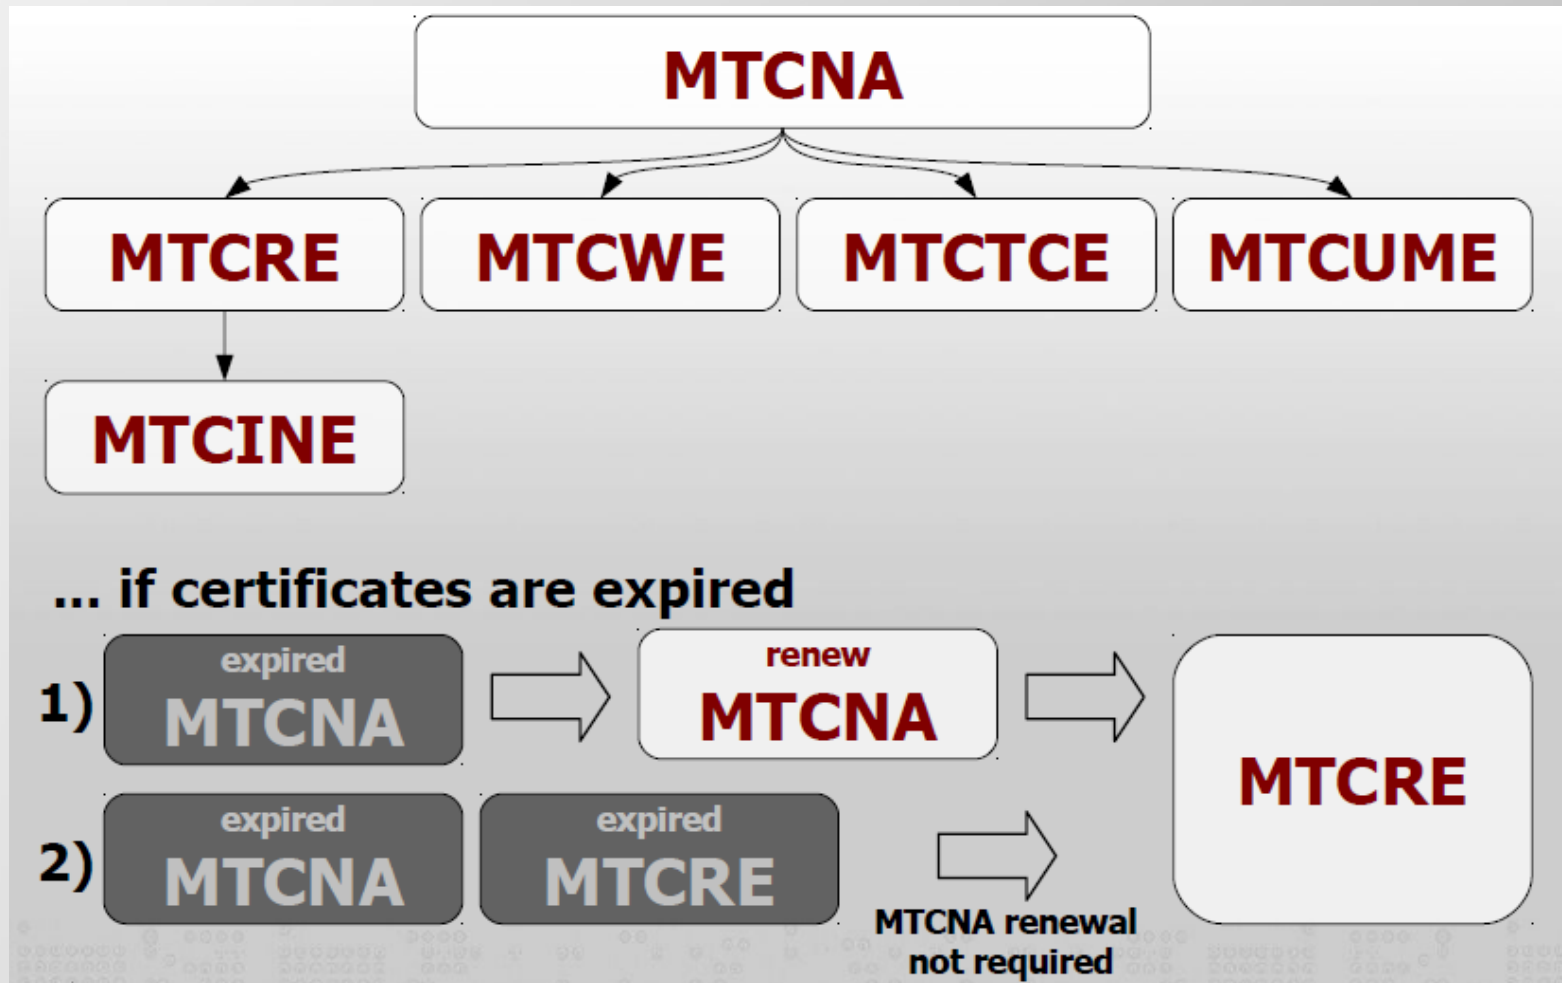 MTCNA
MTCRE
MTCWE
MTCTCE
MTCUME
MTCINE
... if certificates are expired
1)
expired
MTCNA
renew
MTCNA
MTCRE
2)
expired
MTCNA
expired
MTCRE
MTCNA renewal
not required